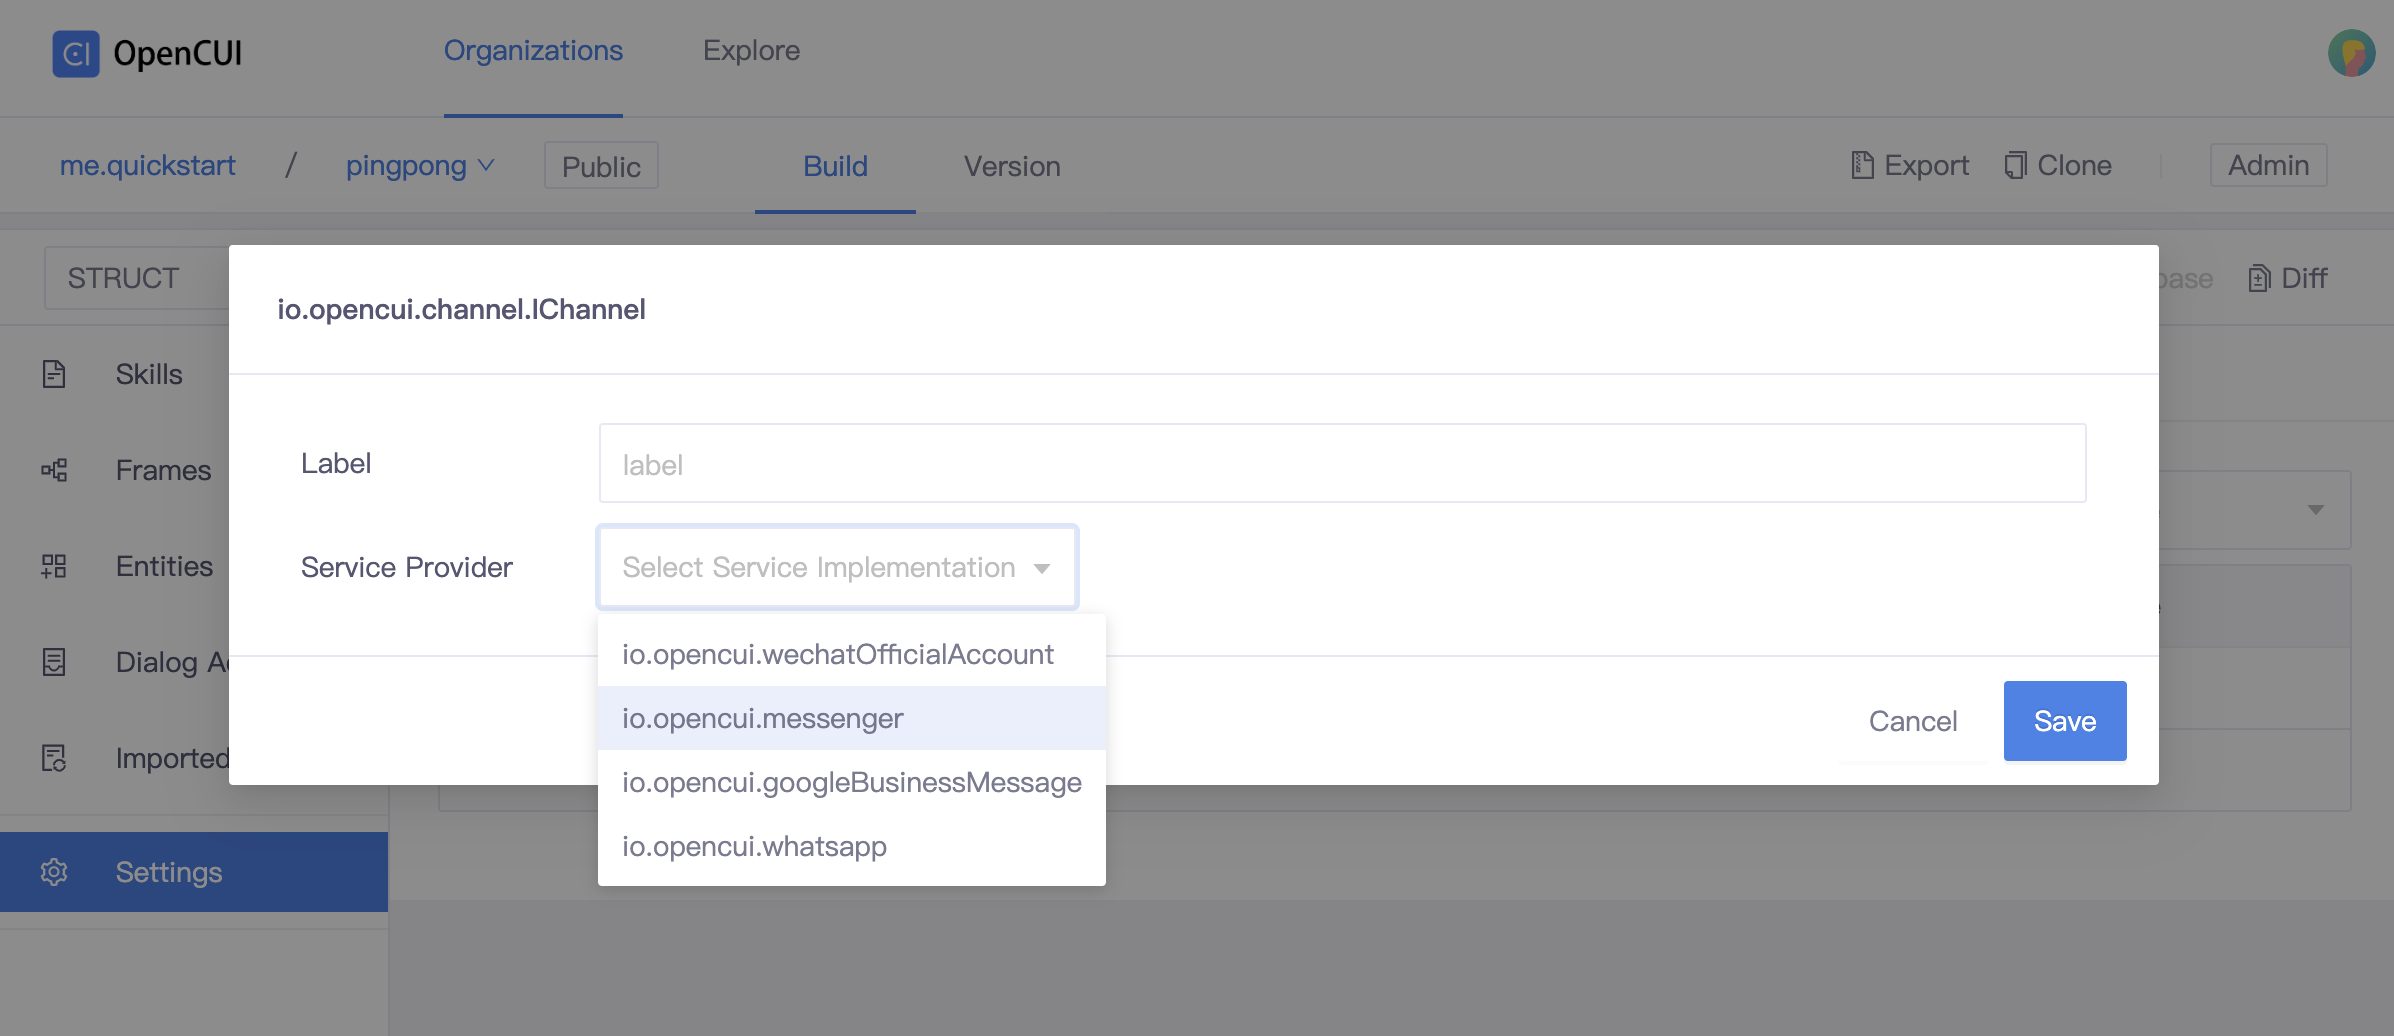 CI OpenCUI
Organizations
Explore
me.quickstart / pingpong
Public
Build
Version
Export
Clone
Admin
STRUCT
Diff
io.opencui.channel.IChannel
Skills
Label
label
Frames
Service Provider
Select Service Implementation
Entities
io.opencui.wechatOfficialAccount
Dialog
io.opencui.messenger
Cancel
Save
Imported
io.opencui.googleBusinessMessage
io.opencui.whatsapp
Settings